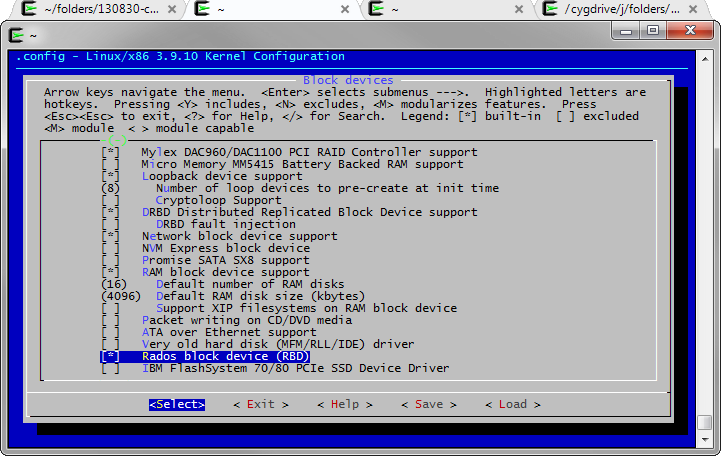 ~/folders/130830-c... × ~ × ~ × /cygdrive/j/folders/... ×
~
.config - Linux/x86 3.9.10 Kernel Configuration
Block devices
Arrow keys navigate the menu. <Enter> selects submenus --->. Highlighted letters are
hotkeys. Pressing <Y> includes, <N> excludes, <M> modularizes features. Press
<Esc><Esc> to exit, <?> for Help, </> for Search. Legend: [*] built-in [ ] excluded
<M> module < > module capable
-(-)
[*] Mylex DAC960/DAC1100 PCI RAID Controller support
[ ] Micro Memory MM5415 Battery Backed RAM support
[*] Loopback device support
(8) Number of loop devices to pre-create at init time
[ ] Cryptoloop Support
[*] DRBD Distributed Replicated Block Device support
[ ] DRBD fault injection
[*] Network block device support
[ ] NVM Express block device
[ ] Promise SATA SX8 support
[*] RAM block device support
(16) Default number of RAM disks
(4096) Default RAM disk size (kbytes)
[ ] Support XIP filesystems on RAM block device
[ ] Packet writing on CD/DVD media
[ ] ATA over Ethernet support
[ ] Very old hard disk (MFM/RLL/IDE) driver
[*] Rados block device (RBD)
[ ] IBM FlashSystem 70/80 PCIe SSD Device Driver
<Select> < Exit > < Help > < Save > < Load >